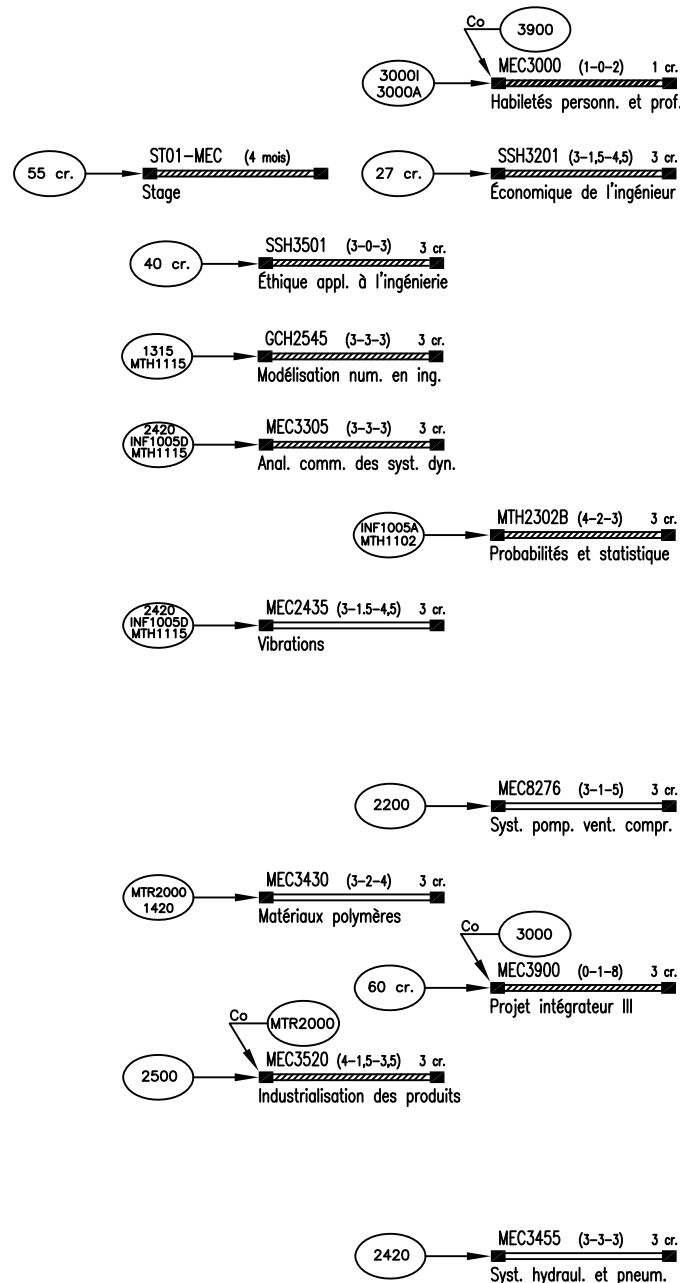 Co
3900
MEC3000 (1-0-2) 1 cr.
3000I
3000A
Habiletés personn. et prof.
ST01-MEC (4 mois)
55 cr.
Stage
SSH3201 (3-1,5-4,5) 3 cr.
27 cr.
Économique de l'ingénieur
SSH3501 (3-0-3) 3 cr.
40 cr.
Éthique appl. à l'ingénierie
GCH2545 (3-3-3) 3 cr.
1315
MTH1115
Modélisation num. en ing.
MEC3305 (3-3-3) 3 cr.
2420
INF1005D
MTH1115
Anal. comm. des syst. dyn.
MTH2302B (4-2-3) 3 cr.
INF1005A
MTH1102
Probabilités et statistique
MEC2435 (3-1.5-4,5) 3 cr.
2420
INF1005D
MTH1115
Vibrations
MEC8276 (3-1-5) 3 cr.
2200
Syst. pomp. vent. compr.
MEC3430 (3-2-4) 3 cr.
MTR2000
1420
Matériaux polymères
Co
3000
MEC3900 (0-1-8) 3 cr.
60 cr.
Projet intégrateur III
Co
MTR2000
MEC3520 (4-1,5-3,5) 3 cr.
2500
Industrialisation des produits
MEC3455 (3-3-3) 3 cr.
2420
Syst. hydraul. et pneum.